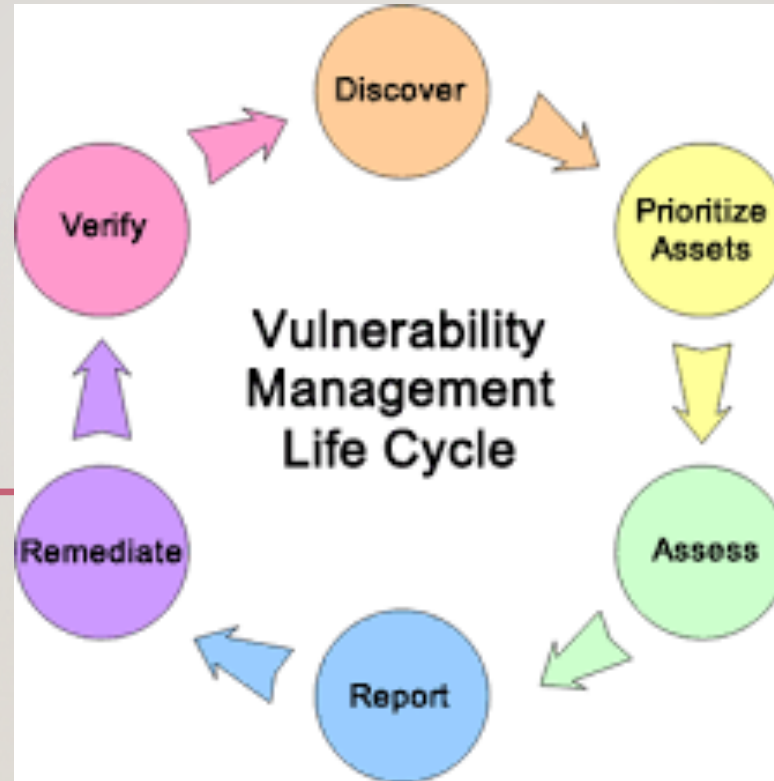 Discover
Prioritize
Assets
Assess
Report
Remediate
Verify
Vulnerability
Management
Life Cycle